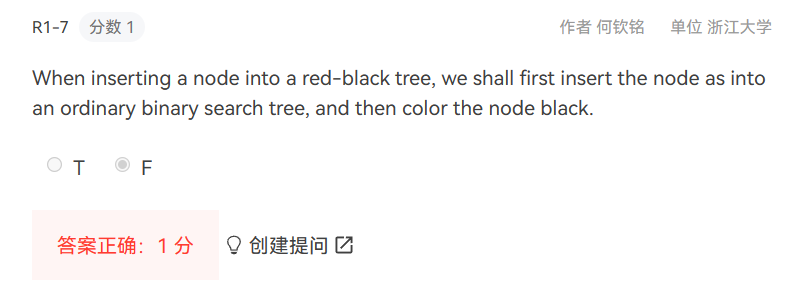 R1-7 分数 1 作者 何钦铭 单位 浙江大学
When inserting a node into a red-black tree, we shall first insert the node as into
an ordinary binary search tree, and then color the node black.
T F
答案正确：1 分 创建提问